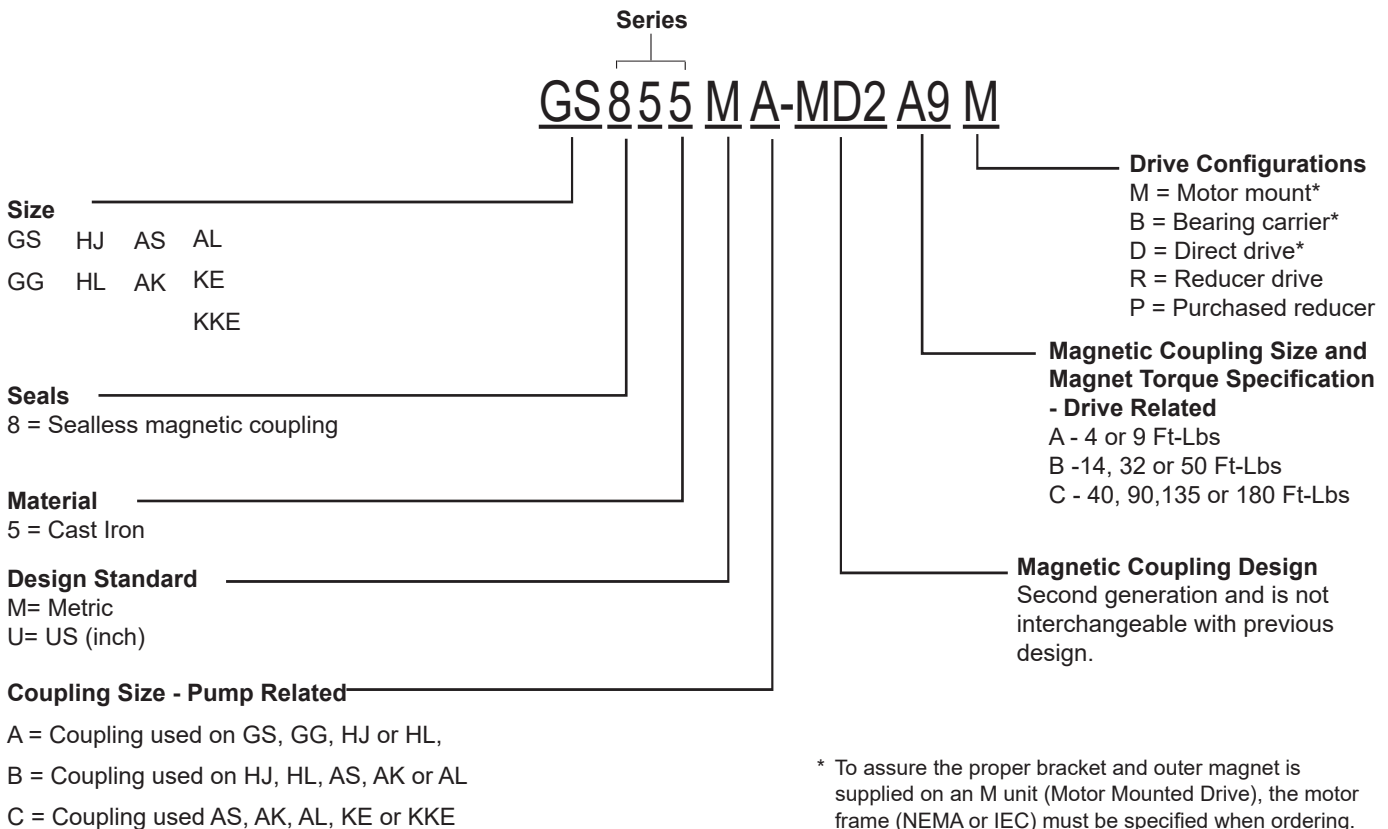 Series
GS855 M A-MD2 A9 M
Size
GS HJ AS AL
GG HL AK KE
KKE
Seals
8 = Sealless magnetic coupling
Material
5 = Cast Iron
Design Standard
M= Metric
U= US (inch)
Coupling Size - Pump Related
A = Coupling used on GS, GG, HJ or HL,
B = Coupling used on HJ, HL, AS, AK or AL
C = Coupling used AS, AK, AL, KE or KKE
Drive Configurations
M = Motor mount*
B = Bearing carrier*
D = Direct drive*
R = Reducer drive
P = Purchased reducer
Magnetic Coupling Size and
Magnet Torque Specification
- Drive Related
A - 4 or 9 Ft-Lbs
B -14, 32 or 50 Ft-Lbs
C - 40, 90,135 or 180 Ft-Lbs
Magnetic Coupling Design
Second generation and is not
interchangeable with previous
design.
* To assure the proper bracket and outer magnet is
supplied on an M unit (Motor Mounted Drive), the motor
frame (NEMA or IEC) must be specified when ordering.